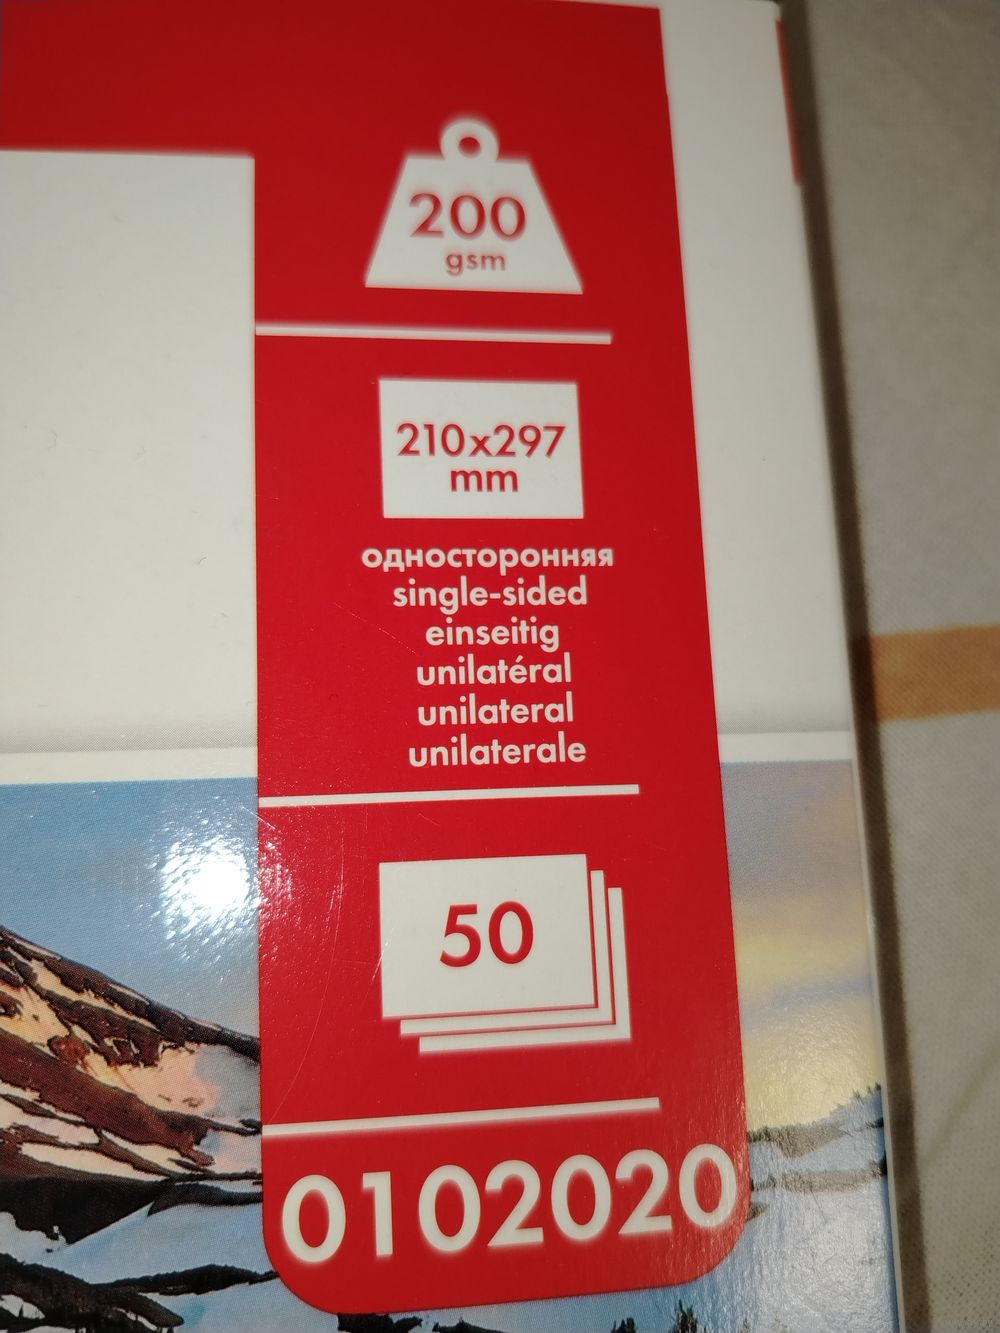 200
gsm
210x297
mm
односторонняя
single-sided
einseitig
unilatéral
unilateral
unilaterale
50
0102020